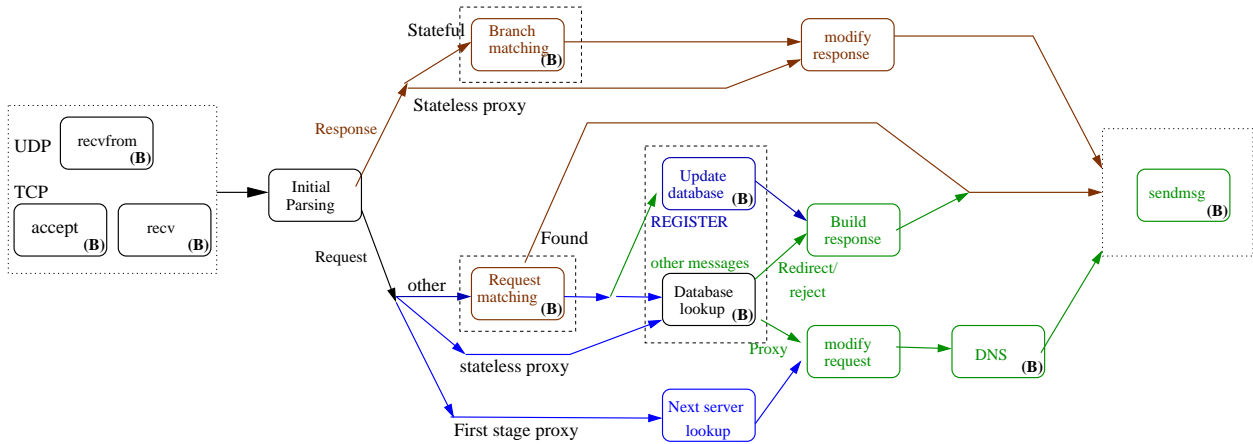 Stateful
Branch
matching
(B)
modify
response
Stateless proxy
Response
UDP
recvfrom
(B)
TCP
accept
(B)
recv
(B)
Initial
Parsing
Request
Update
database
(B)
REGISTER
Build
response
sendmsg
(B)
Found
other messages
Redirect/
reject
other
Request
matching
(B)
Database
lookup
(B)
stateless proxy
Proxy
modify
request
DNS
(B)
First stage proxy
Next server
lookup